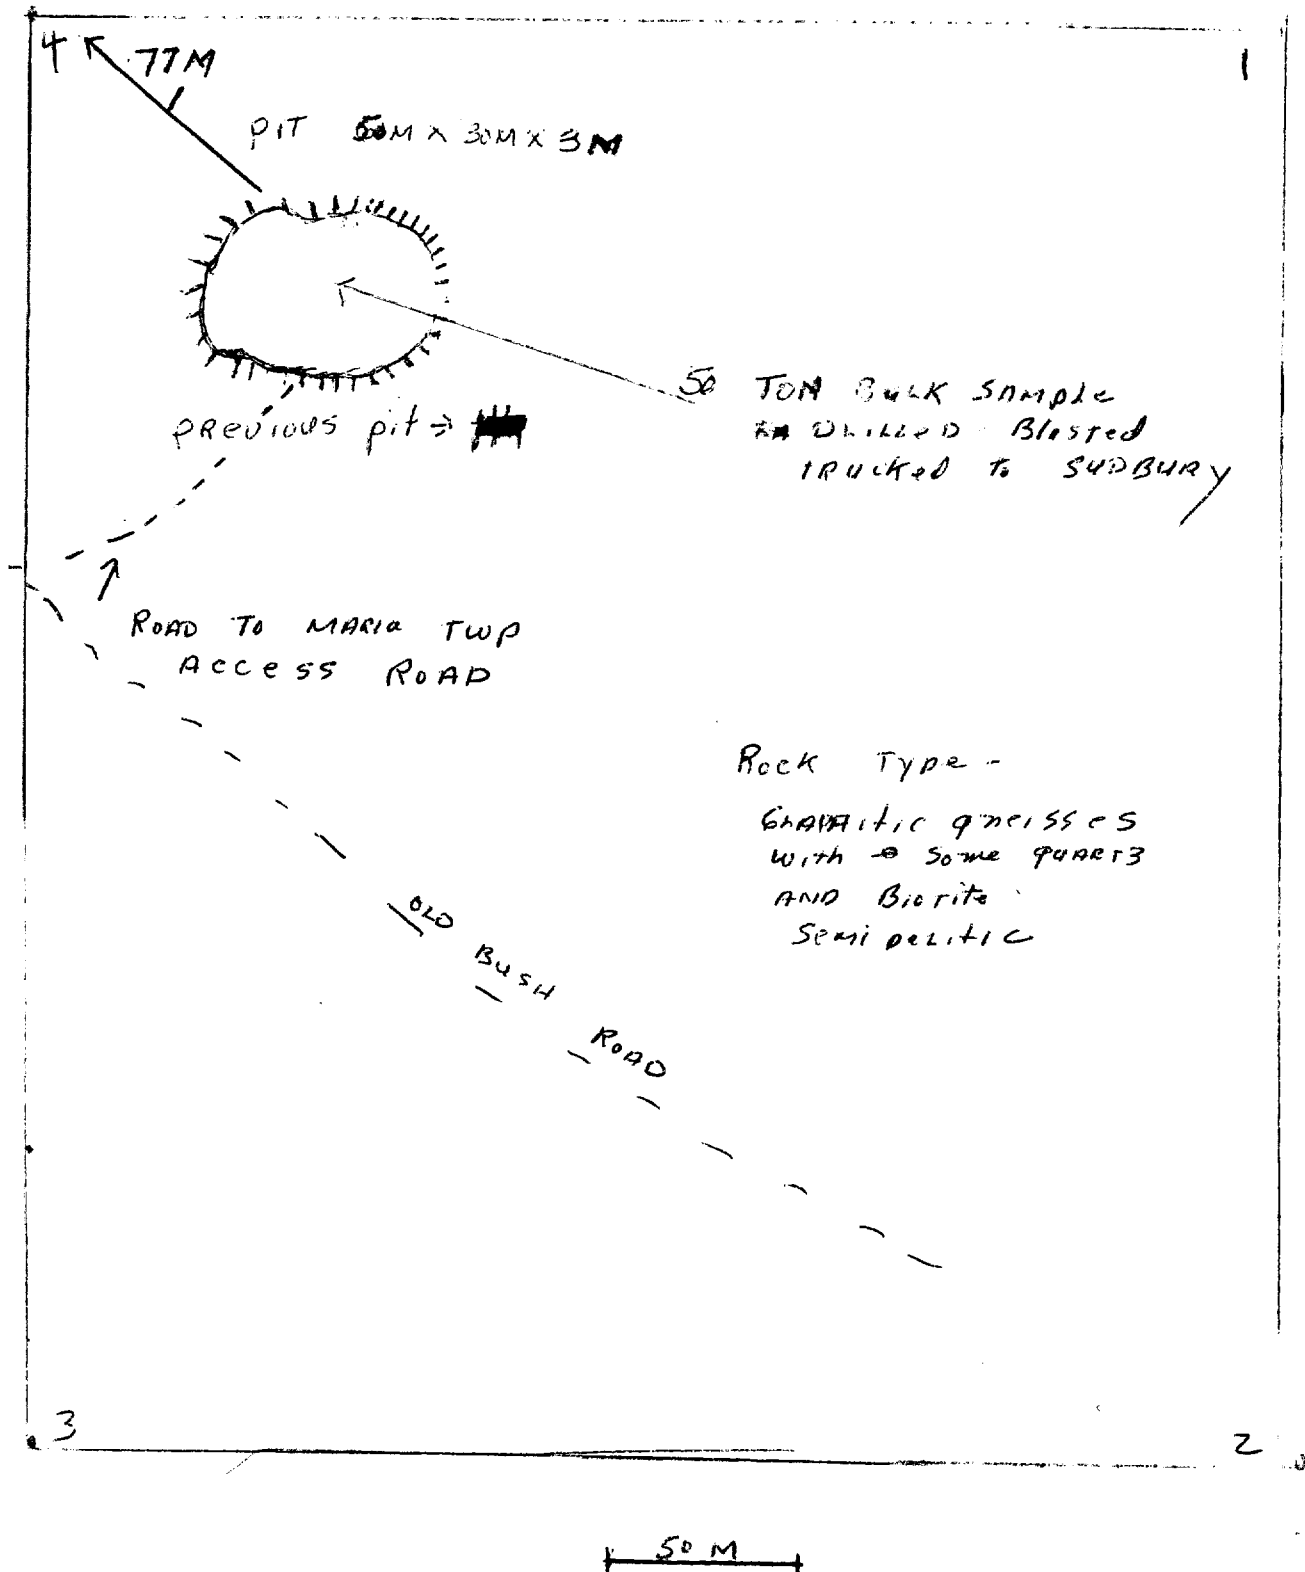 4
77M
1
PIT 50M x 30M x 3M
50 TON BULK SAMPLE
DRILLED Blasted
TRUCKED To SUDBURY
PREVIOUS pit →
ROAD TO MARIA TWP
ACCESS ROAD
Rock Type -
GRAPHitic gneisses
with some QUARTZ
AND Biotite
Semi pelitic
OLD BUSH ROAD
3
2
50 M